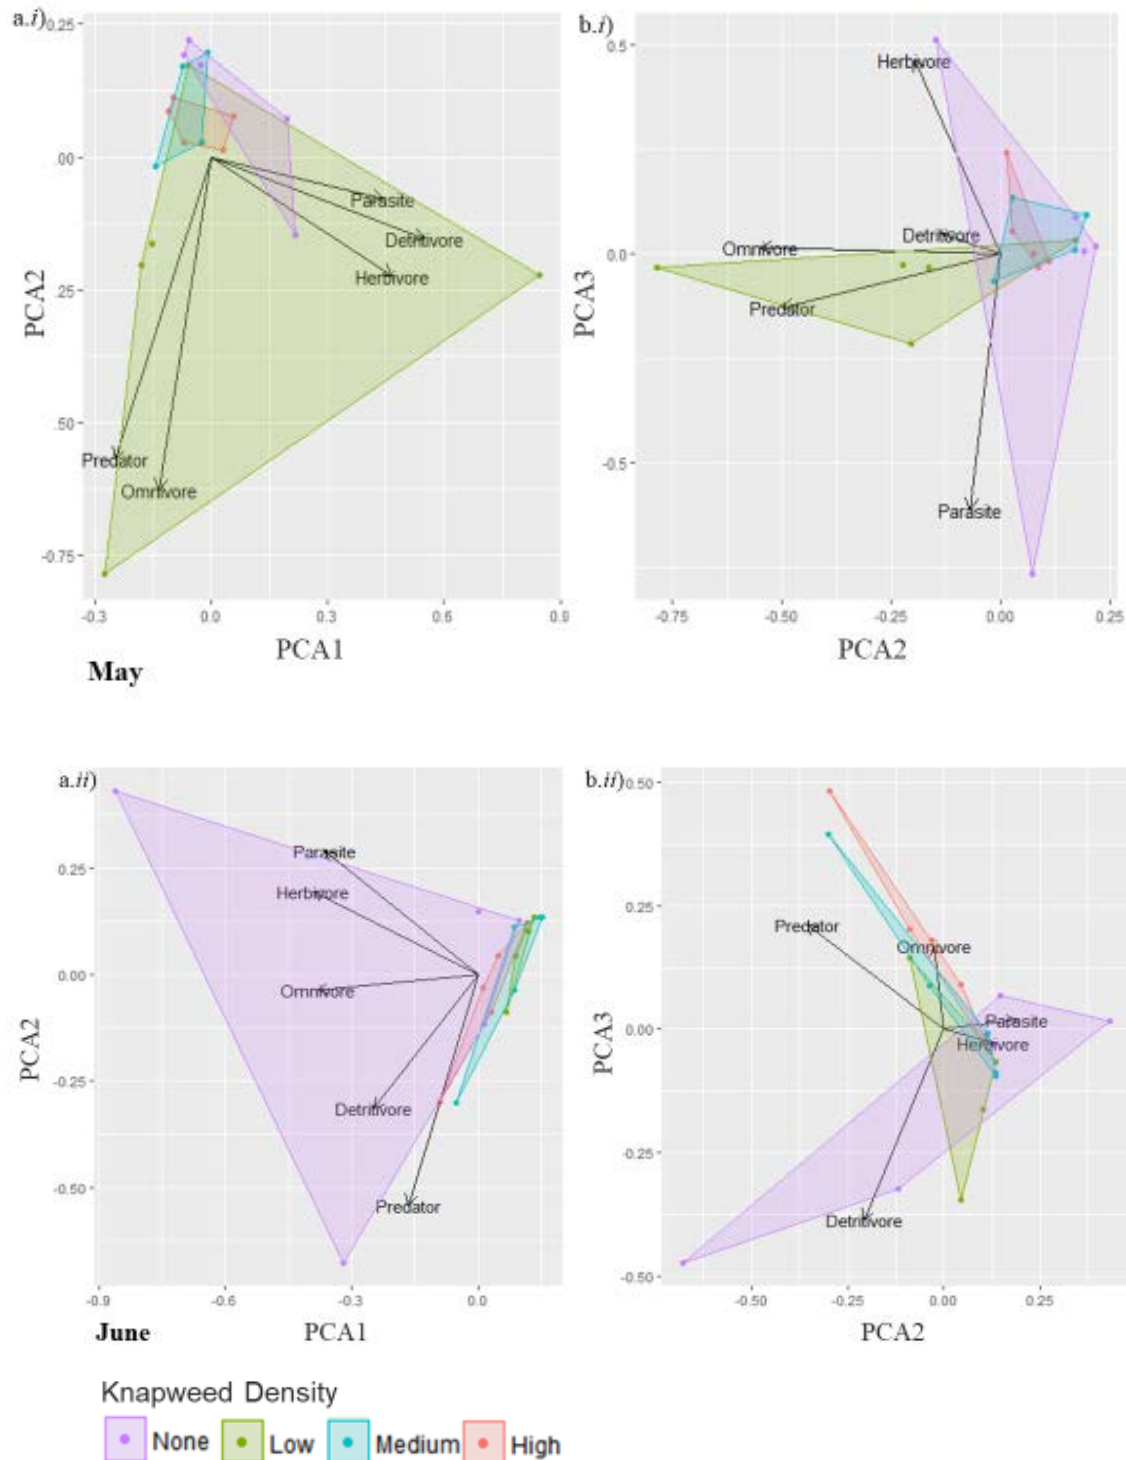 a.i)
0.25
.00
.25
.50
-0.75
PCA2
Parasite
Detritivore
Herbivore
Predator
Omnivore
-0.3 0.0 0.3 0.6 0.9
PCA1
May
b.i)
0.5
0.0
-0.5
PCA3
Herbivore
Detritivore
Omnivore
Predator
Parasite
-0.75 -0.50 -0.25 0.00 0.25
PCA2
a.ii)
0.25
0.00
-0.25
-0.50
PCA2
Parasite
Herbivore
Omnivore
Detritivore
Predator
-0.9 -0.6 -0.3 0.0
June PCA1
b.ii)
0.50
0.25
0.00
-0.25
-0.50
PCA3
Predator
Omnivore
Parasite
Herbivore
Detritivore
-0.50 -0.25 0.00 0.25
PCA2
Knapweed Density
None Low Medium High